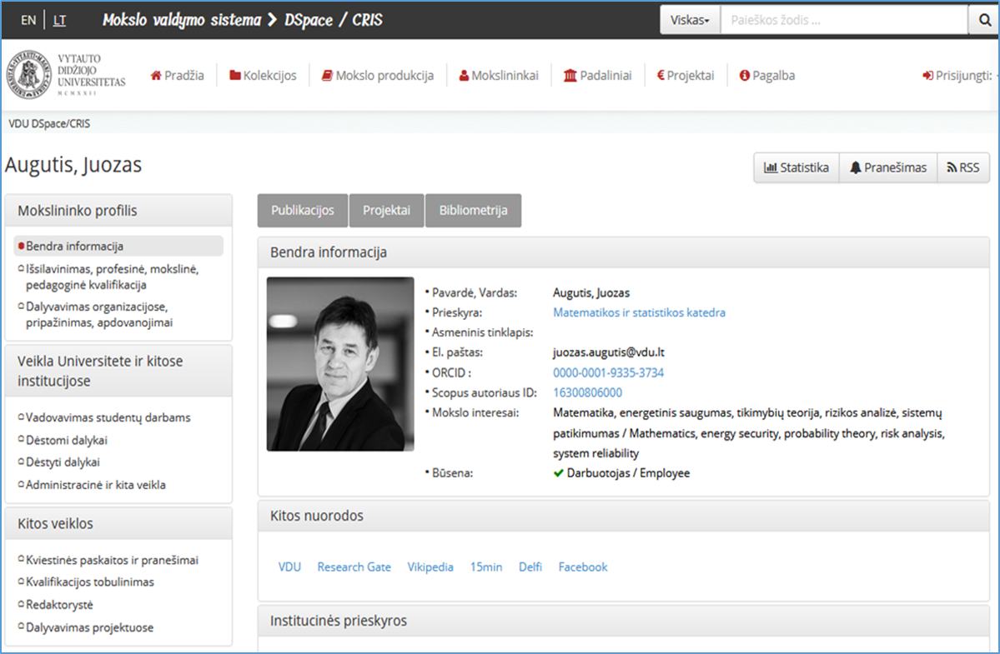 EN LT Mokslo valdymo sistema > DSpace / CRIS Viskas Paieškos žodis ...
VYTAUTO
DIDŽIOJO
UNIVERSITETAS
MCMXXII
Pradžia Kolekcijos Mokslo produkcija Mokslininkai Padaliniai € Projektai Pagalba Prisijungti:
VDU DSpace/CRIS
Augutis, Juozas
Statistika Pranešimas RSS
Mokslininko profilis
Bendra informacija
Išsilavinimas, profesinė, mokslinė,
pedagoginė kvalifikacija
Dalyvavimas organizacijose,
pripažinimas, apdovanojimai
Veikla Universitete ir kitose
institucijose
Vadovavimas studentų darbams
Dėstomi dalykai
Dėstyti dalykai
Administracinė ir kita veikla
Kitos veiklos
Kviestinės paskaitos ir pranešimai
Kvalifikacijos tobulinimas
Redaktorystė
Dalyvavimas projektuose
Publikacijos Projektai Bibliometrija
Bendra informacija
• Pavardė, Vardas: Augutis, Juozas
• Prieskyra: Matematikos ir statistikos katedra
• Asmeninis tinklapis:
• El. paštas: juozas.augutis@vdu.lt
• ORCID : 0000-0001-9335-3734
• Scopus autoriaus ID: 16300806000
• Mokslo interesai: Matematika, energetinis saugumas, tikimybių teorija, rizikos analizė, sistemų
patikimumas / Mathematics, energy security, probability theory, risk analysis,
system reliability
• Būsena: ✔ Darbuotojas / Employee
Kitos nuorodos
VDU Research Gate Vikipedia 15min Delfi Facebook
Institucinės prieskyros